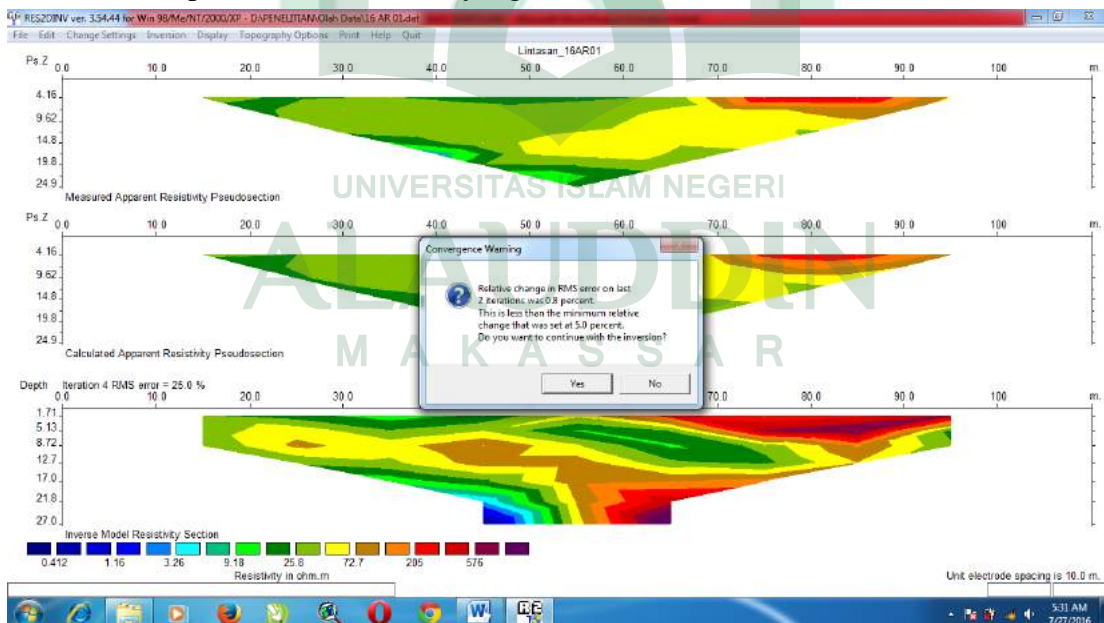 RES2DINV ver. 3.54.44 for Win 98/Me/NT/2000/XP - D:\PENELITIAN\Olah Data\16 AR 01.dat
File Edit Change Settings Inversion Display Topography Options Print Help Quit
Lintasan_16AR01
Ps.Z 0.0 10.0 20.0 30.0 40.0 50.0 60.0 70.0 80.0 90.0 100 m.
4.16
9.62
14.8
19.8
24.9
Measured Apparent Resistivity Pseudosection
UNIVERSITAS ISLAM NEGERI
Ps.Z 0.0 10.0 20.0 30.0 40.0 50.0 60.0 70.0 80.0 90.0 100 m.
ALAUDDIN
Convergence Warning
4.16
9.62
14.8
19.8
24.9
Relative change in RMS error on last
2 iterations was 0.8 percent.
This is less than the minimum relative
change that was set at 5.0 percent.
Do you want to continue with the inversion?
Calculated Apparent Resistivity Pseudosection
MAKASSAR
Yes No
Depth Iteration 4 RMS error = 25.0 %
0.0 10.0 20.0 30.0 70.0 80.0 90.0 100 m.
1.71
5.13
8.72
12.7
17.0
21.8
27.0
Inverse Model Resistivity Section
0.412 1.16 3.26 9.18 25.8 72.7 205 576
Resistivity in ohm.m
Unit electrode spacing is 10.0 m.
5:31 AM
7/27/2016